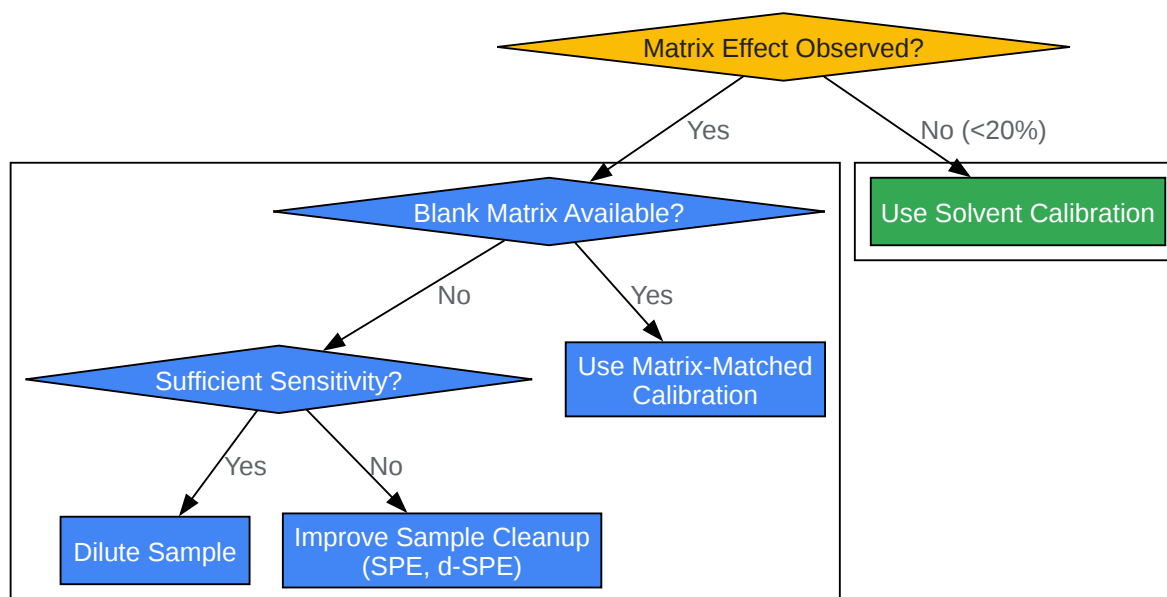 Matrix Effect Observed?
Yes
No (<20%)
Blank Matrix Available?
Use Solvent Calibration
No
Yes
Sufficient Sensitivity?
Use Matrix-Matched
Calibration
Yes
No
Dilute Sample
Improve Sample Cleanup
(SPE, d-SPE)